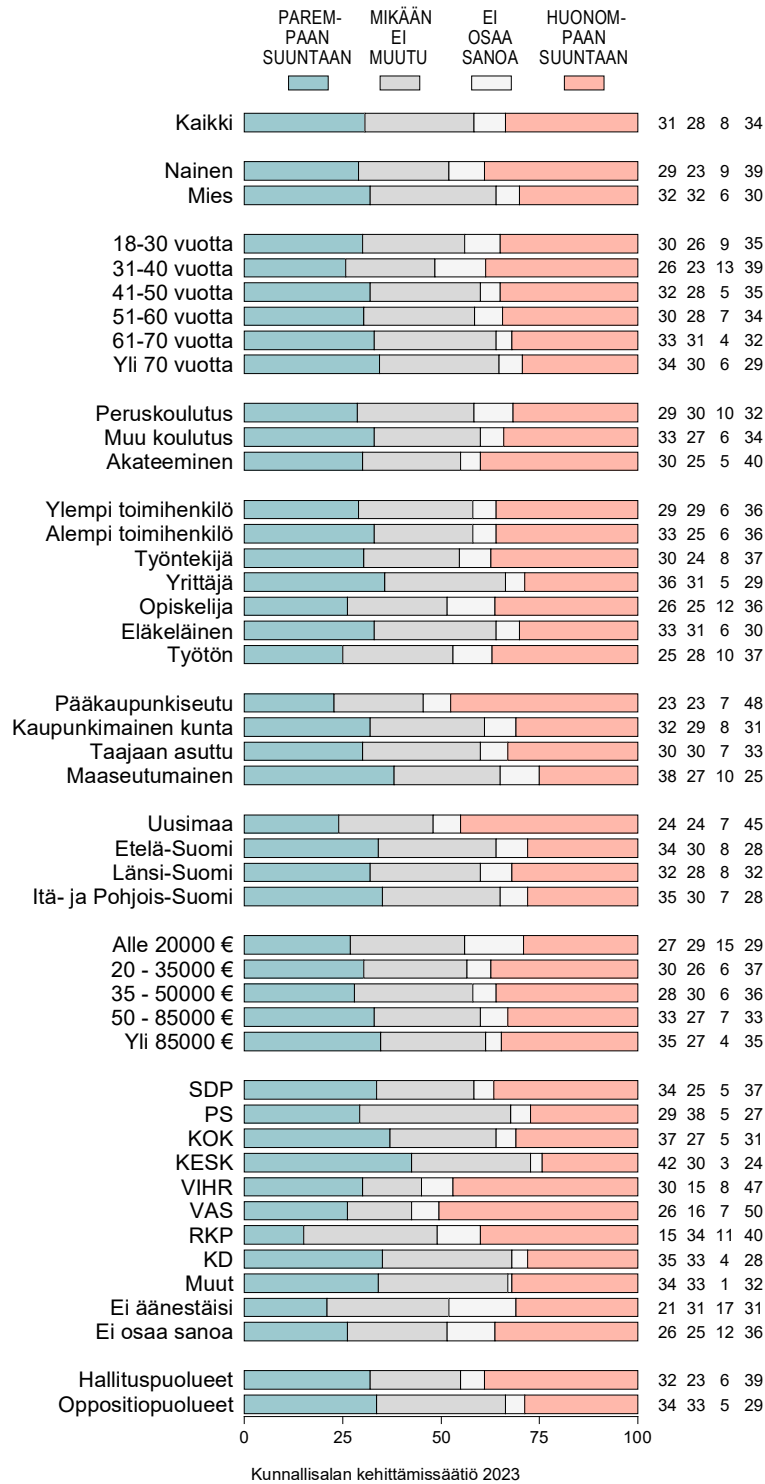 PAREM-
PAAN
SUUNTAAN
MIKÄÄN
EI
MUUTU
EI
OSAA
SANOA
HUONOM-
PAAN
SUUNTAAN
Kaikki 31 28 8 34
Nainen 29 23 9 39
Mies 32 32 6 30
18-30 vuotta 30 26 9 35
31-40 vuotta 26 23 13 39
41-50 vuotta 32 28 5 35
51-60 vuotta 30 28 7 34
61-70 vuotta 33 31 4 32
Yli 70 vuotta 34 30 6 29
Peruskoulutus 29 30 10 32
Muu koulutus 33 27 6 34
Akateeminen 30 25 5 40
Ylempi toimihenkilö 29 29 6 36
Alempi toimihenkilö 33 25 6 36
Työntekijä 30 24 8 37
Yrittäjä 36 31 5 29
Opiskelija 26 25 12 36
Eläkeläinen 33 31 6 30
Työtön 25 28 10 37
Pääkaupunkiseutu 23 23 7 48
Kaupunkimainen kunta 32 29 8 31
Taajaan asuttu 30 30 7 33
Maaseutumainen 38 27 10 25
Uusimaa 24 24 7 45
Etelä-Suomi 34 30 8 28
Länsi-Suomi 32 28 8 32
Itä- ja Pohjois-Suomi 35 30 7 28
Alle 20000 € 27 29 15 29
20 - 35000 € 30 26 6 37
35 - 50000 € 28 30 6 36
50 - 85000 € 33 27 7 33
Yli 85000 € 35 27 4 35
SDP 34 25 5 37
PS 29 38 5 27
KOK 37 27 5 31
KESK 42 30 3 24
VIHR 30 15 8 47
VAS 26 16 7 50
RKP 15 34 11 40
KD 35 33 4 28
Muut 34 33 1 32
Ei äänestäisi 21 31 17 31
Ei osaa sanoa 26 25 12 36
Hallituspuolueet 32 23 6 39
Oppositiopuolueet 34 33 5 29
0 25 50 75 100
Kunnallisalan kehittämissäätiö 2023